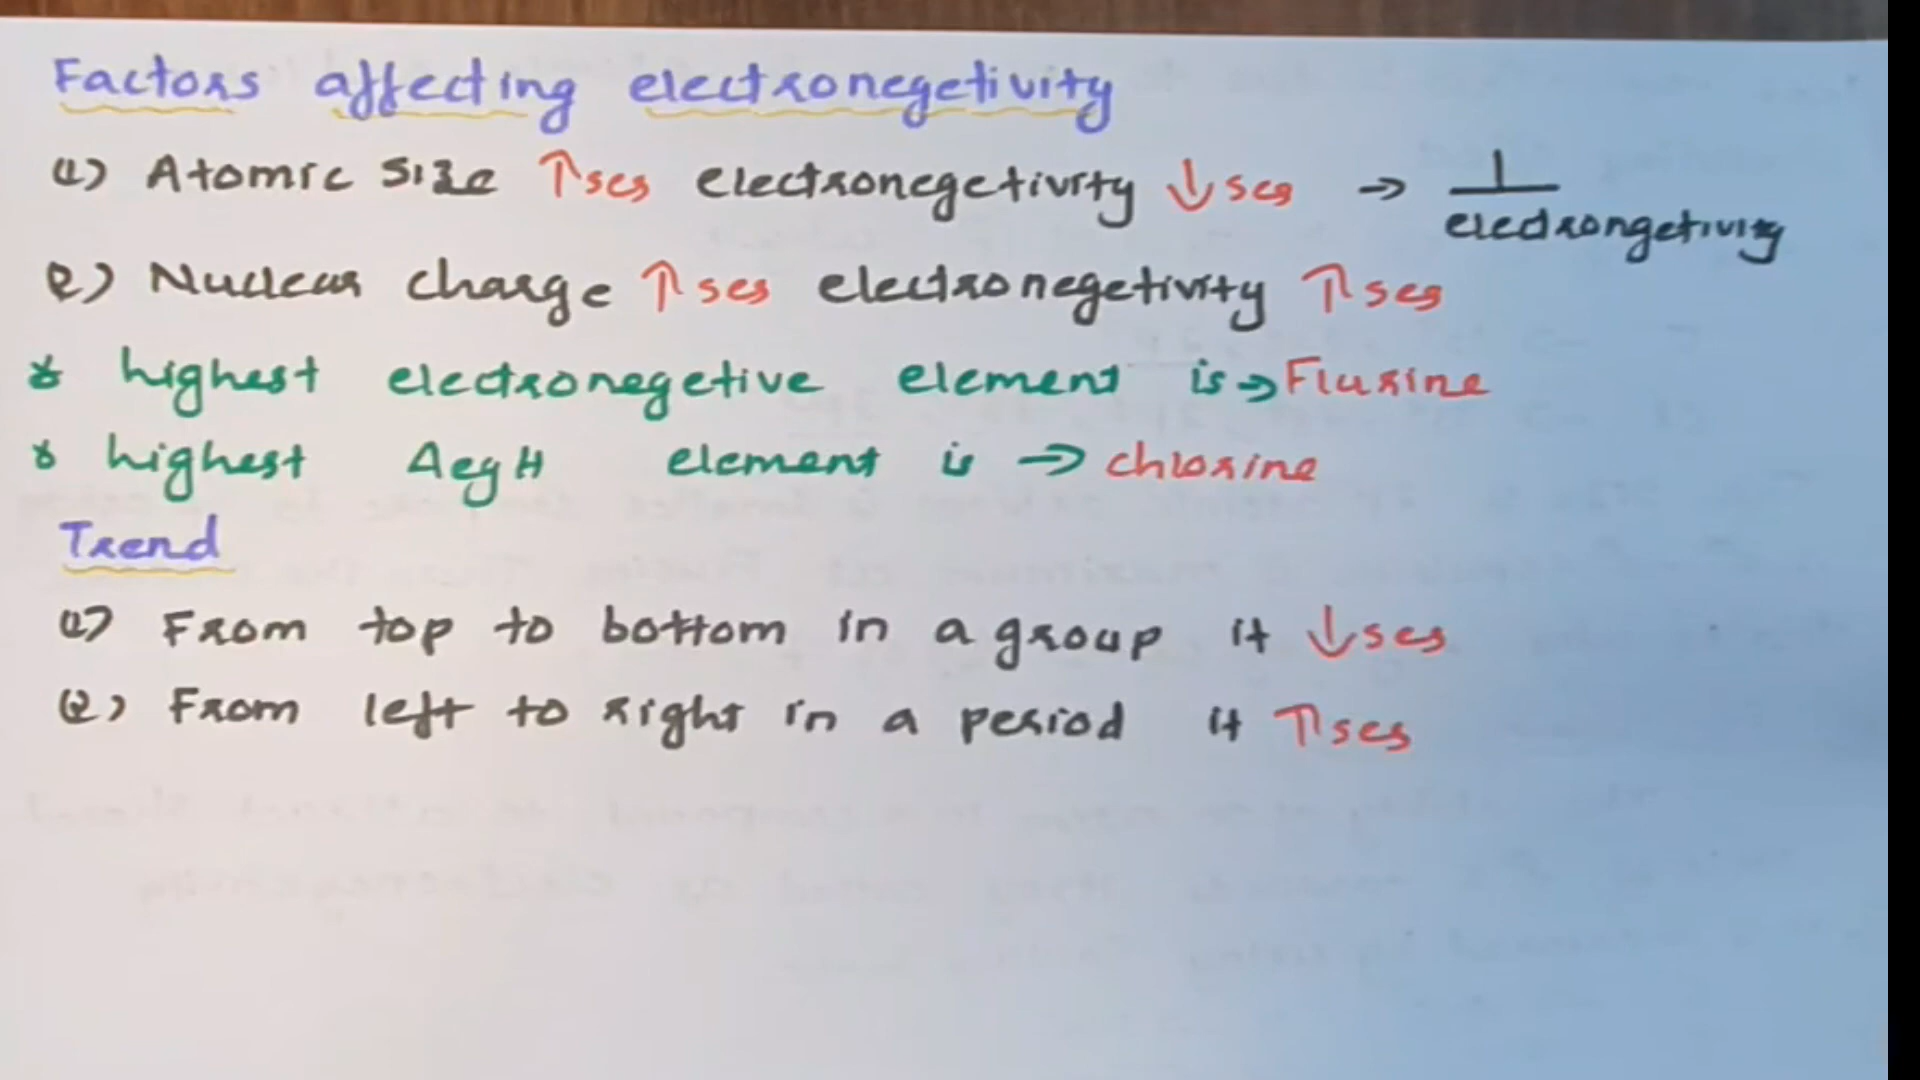 Factors affecting electronegetivity
(1) Atomic size ↑ses electronegetivity ↓ses → 1/electrongetivity
(2) Nuclear charge ↑ses electronegetivity ↑ses
* highest electronegetive element is → Flurine
* highest ΔegH element is → chlorine
Trend
(1) From top to bottom in a group it ↓ses
(2) From left to right in a period it ↑ses